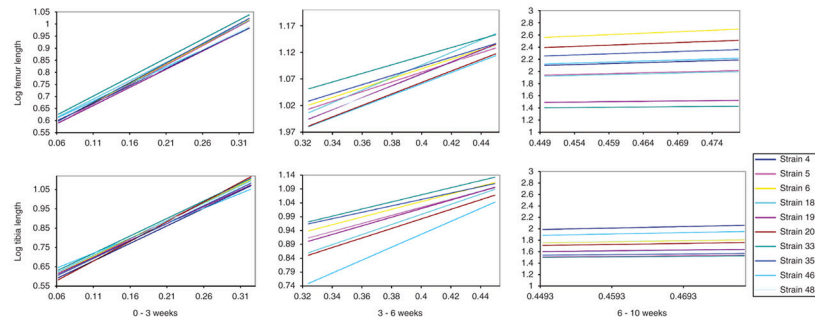 Log femur length
1.05
1
0.95
0.9
0.85
0.8
0.75
0.7
0.65
0.6
0.55
0.06 0.11 0.16 0.21 0.26 0.31
1.17
1.12
1.07
1.02
0.97
0.32 0.34 0.36 0.38 0.4 0.42 0.44
3
2.8
2.6
2.4
2.2
2
1.8
1.6
1.4
1.2
1
0.449 0.454 0.459 0.464 0.469 0.474
Log tibia length
1.05
0.95
0.85
0.75
0.65
0.55
0.06 0.11 0.16 0.21 0.26 0.31
0 - 3 weeks
1.14
1.09
1.04
0.99
0.94
0.89
0.84
0.79
0.74
0.32 0.34 0.36 0.38 0.4 0.42 0.44
3 - 6 weeks
3
2.8
2.6
2.4
2.2
2
1.8
1.6
1.4
1.2
1
0.4493 0.4593 0.4693
6 - 10 weeks
Strain 4
Strain 5
Strain 6
Strain 18
Strain 19
Strain 20
Strain 33
Strain 35
Strain 46
Strain 48